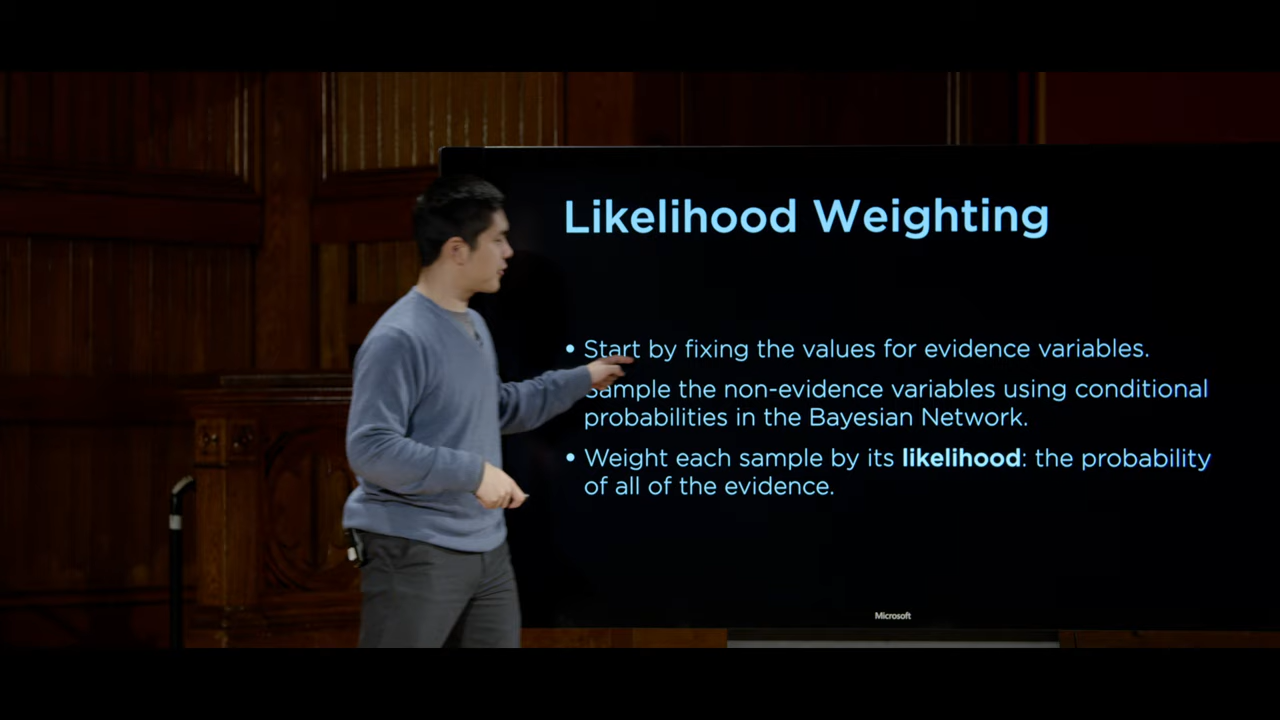 Likelihood Weighting
• Start by fixing the values for evidence variables.
Sample the non-evidence variables using conditional
probabilities in the Bayesian Network.
• Weight each sample by its likelihood: the probability
of all of the evidence.
Microsoft